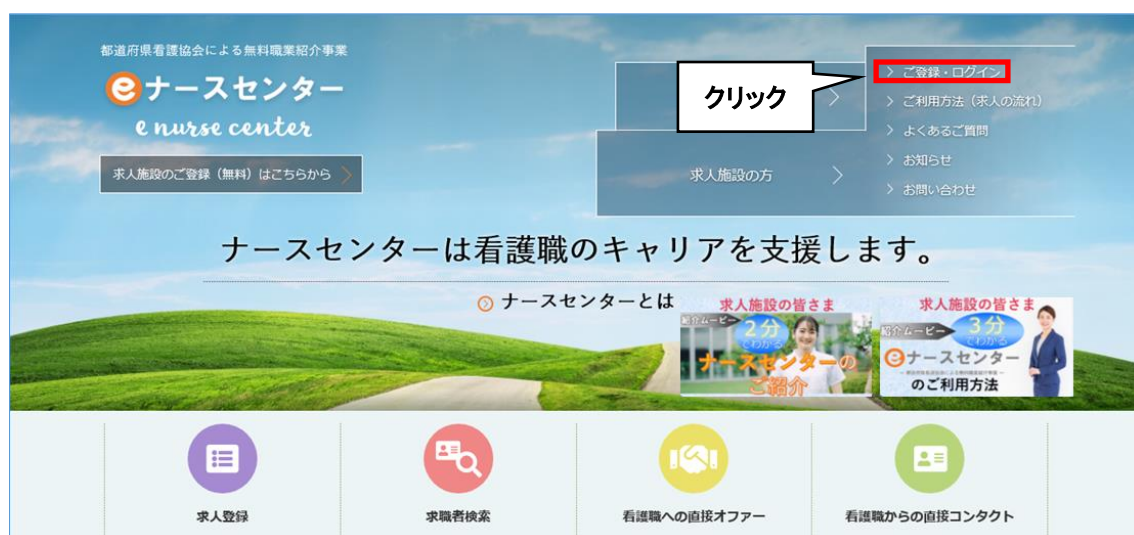 都道府県看護協会による無料職業紹介事業
eナースセンター
e nurse center
求人施設のご登録(無料)はこちらから
クリック
求人施設の方
ご登録・ログイン
ご利用方法(求人の流れ)
よくあるご質問
お知らせ
お問い合わせ
ナースセンターは看護職のキャリアを支援します。
ナースセンターとは
求人施設の皆さま
紹介ムービー
2分
でわかる
ナースセンターの
ご紹介
求人施設の皆さま
紹介ムービー
3分
でわかる
eナースセンター
のご利用方法
求人登録
求職者検索
看護職への直接オファー
看護職からの直接コンタクト